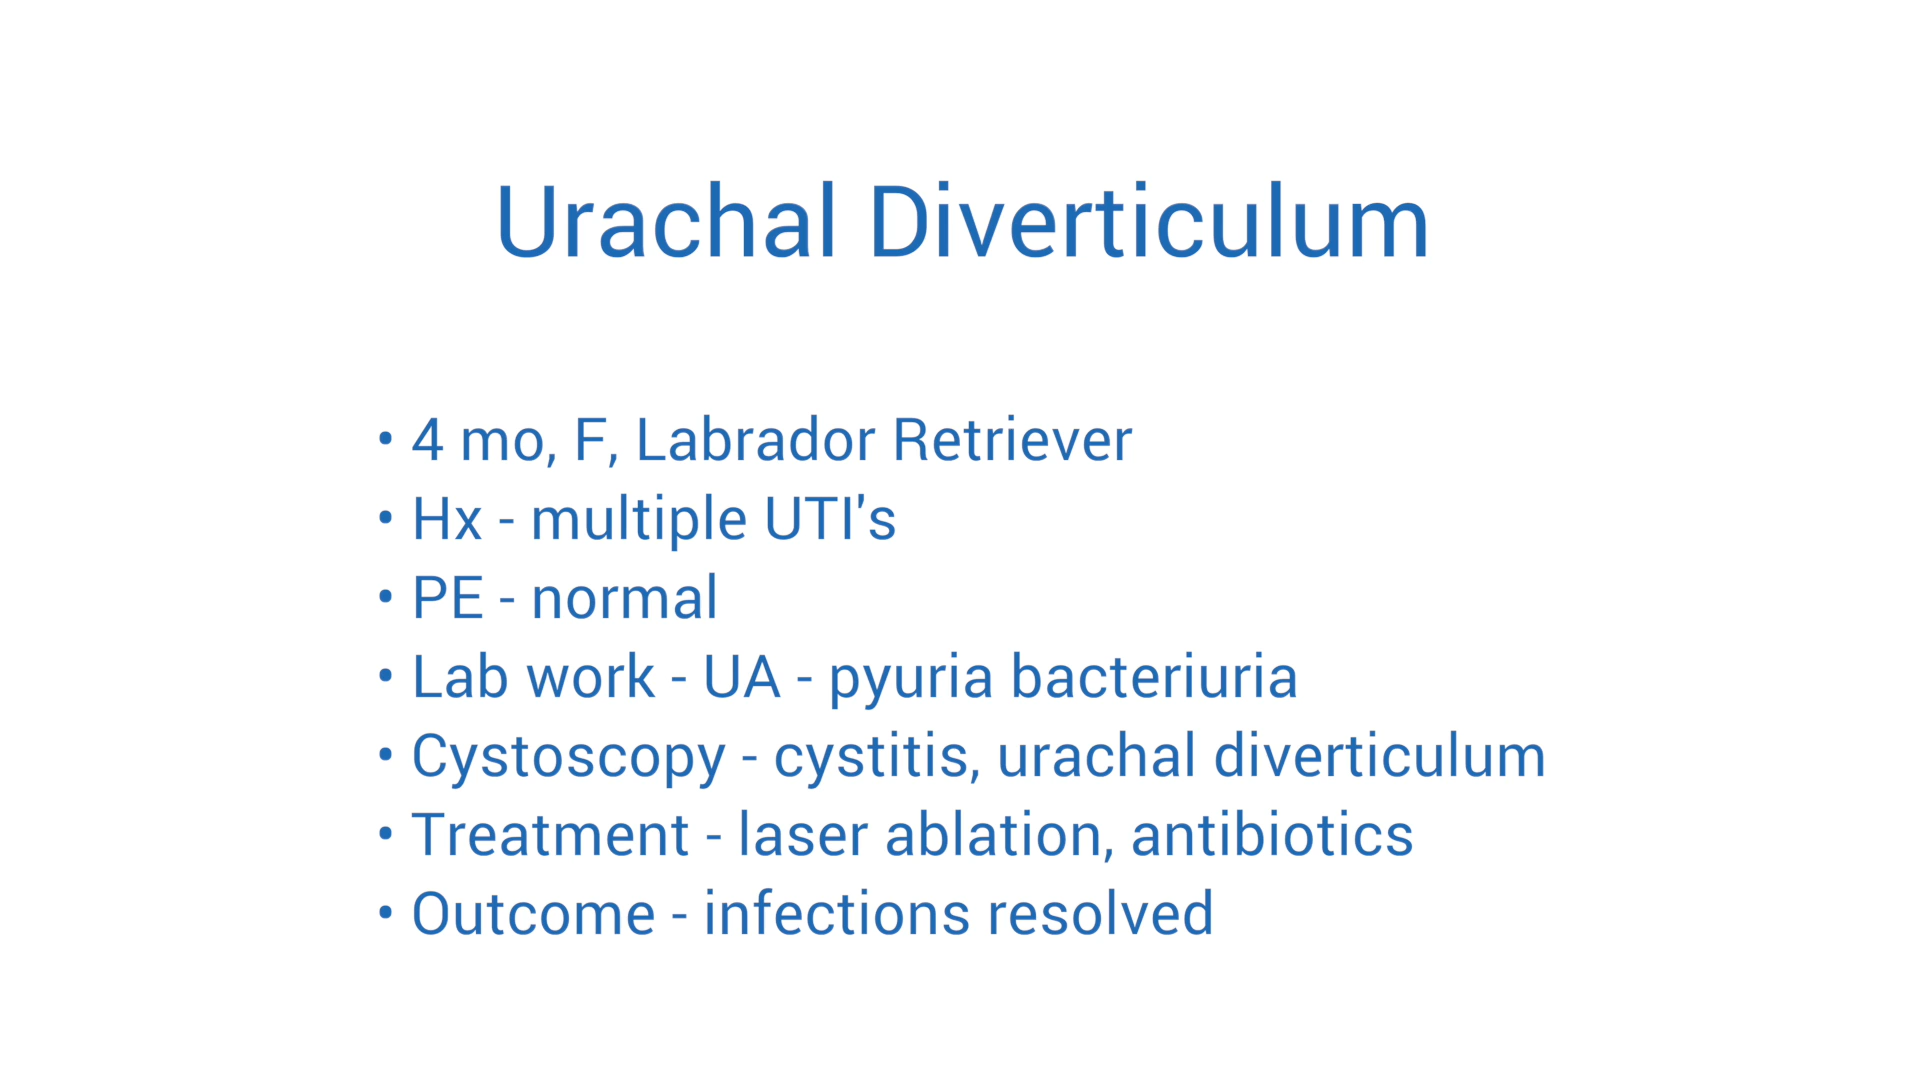 Urachal Diverticulum
• 4 mo, F, Labrador Retriever
• Hx - multiple UTI's
• PE - normal
• Lab work - UA - pyuria bacteriuria
• Cystoscopy - cystitis, urachal diverticulum
• Treatment - laser ablation, antibiotics
• Outcome - infections resolved